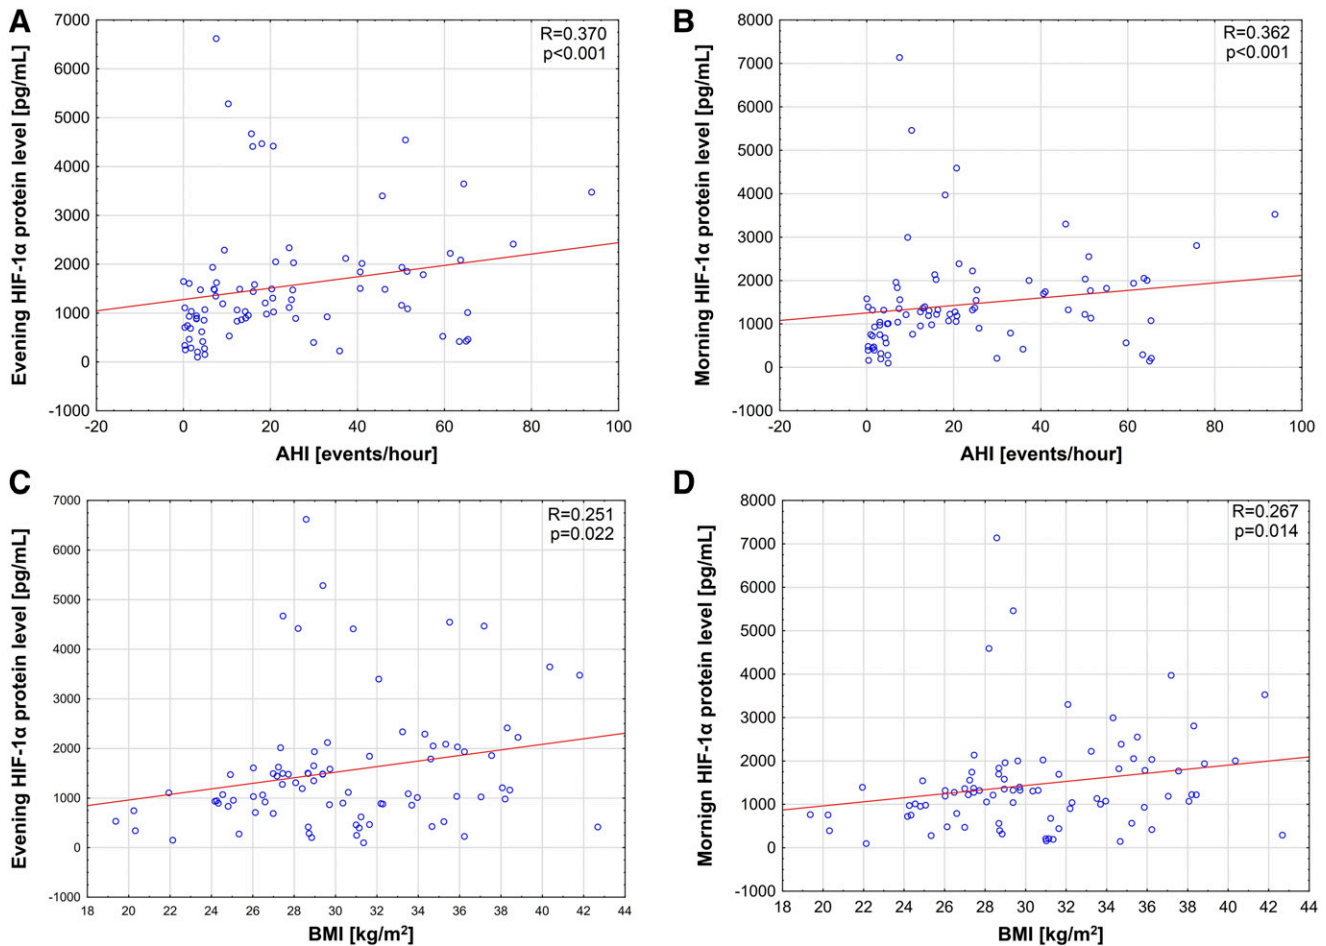 A
R=0.370
p<0.001
Evening HIF-1α protein level [pg/mL]
7000
6000
5000
4000
3000
2000
1000
0
-1000
-20 0 20 40 60 80 100
AHI [events/hour]
B
R=0.362
p<0.001
Morning HIF-1α protein level [pg/mL]
8000
7000
6000
5000
4000
3000
2000
1000
0
-1000
-20 0 20 40 60 80 100
AHI [events/hour]
C
R=0.251
p=0.022
Evening HIF-1α protein level [pg/mL]
7000
6000
5000
4000
3000
2000
1000
0
-1000
18 20 22 24 26 28 30 32 34 36 38 40 42 44
BMI [kg/m²]
D
R=0.267
p=0.014
Mornign HIF-1α protein level [pg/mL]
8000
7000
6000
5000
4000
3000
2000
1000
0
-1000
18 20 22 24 26 28 30 32 34 36 38 40 42 44
BMI [kg/m²]